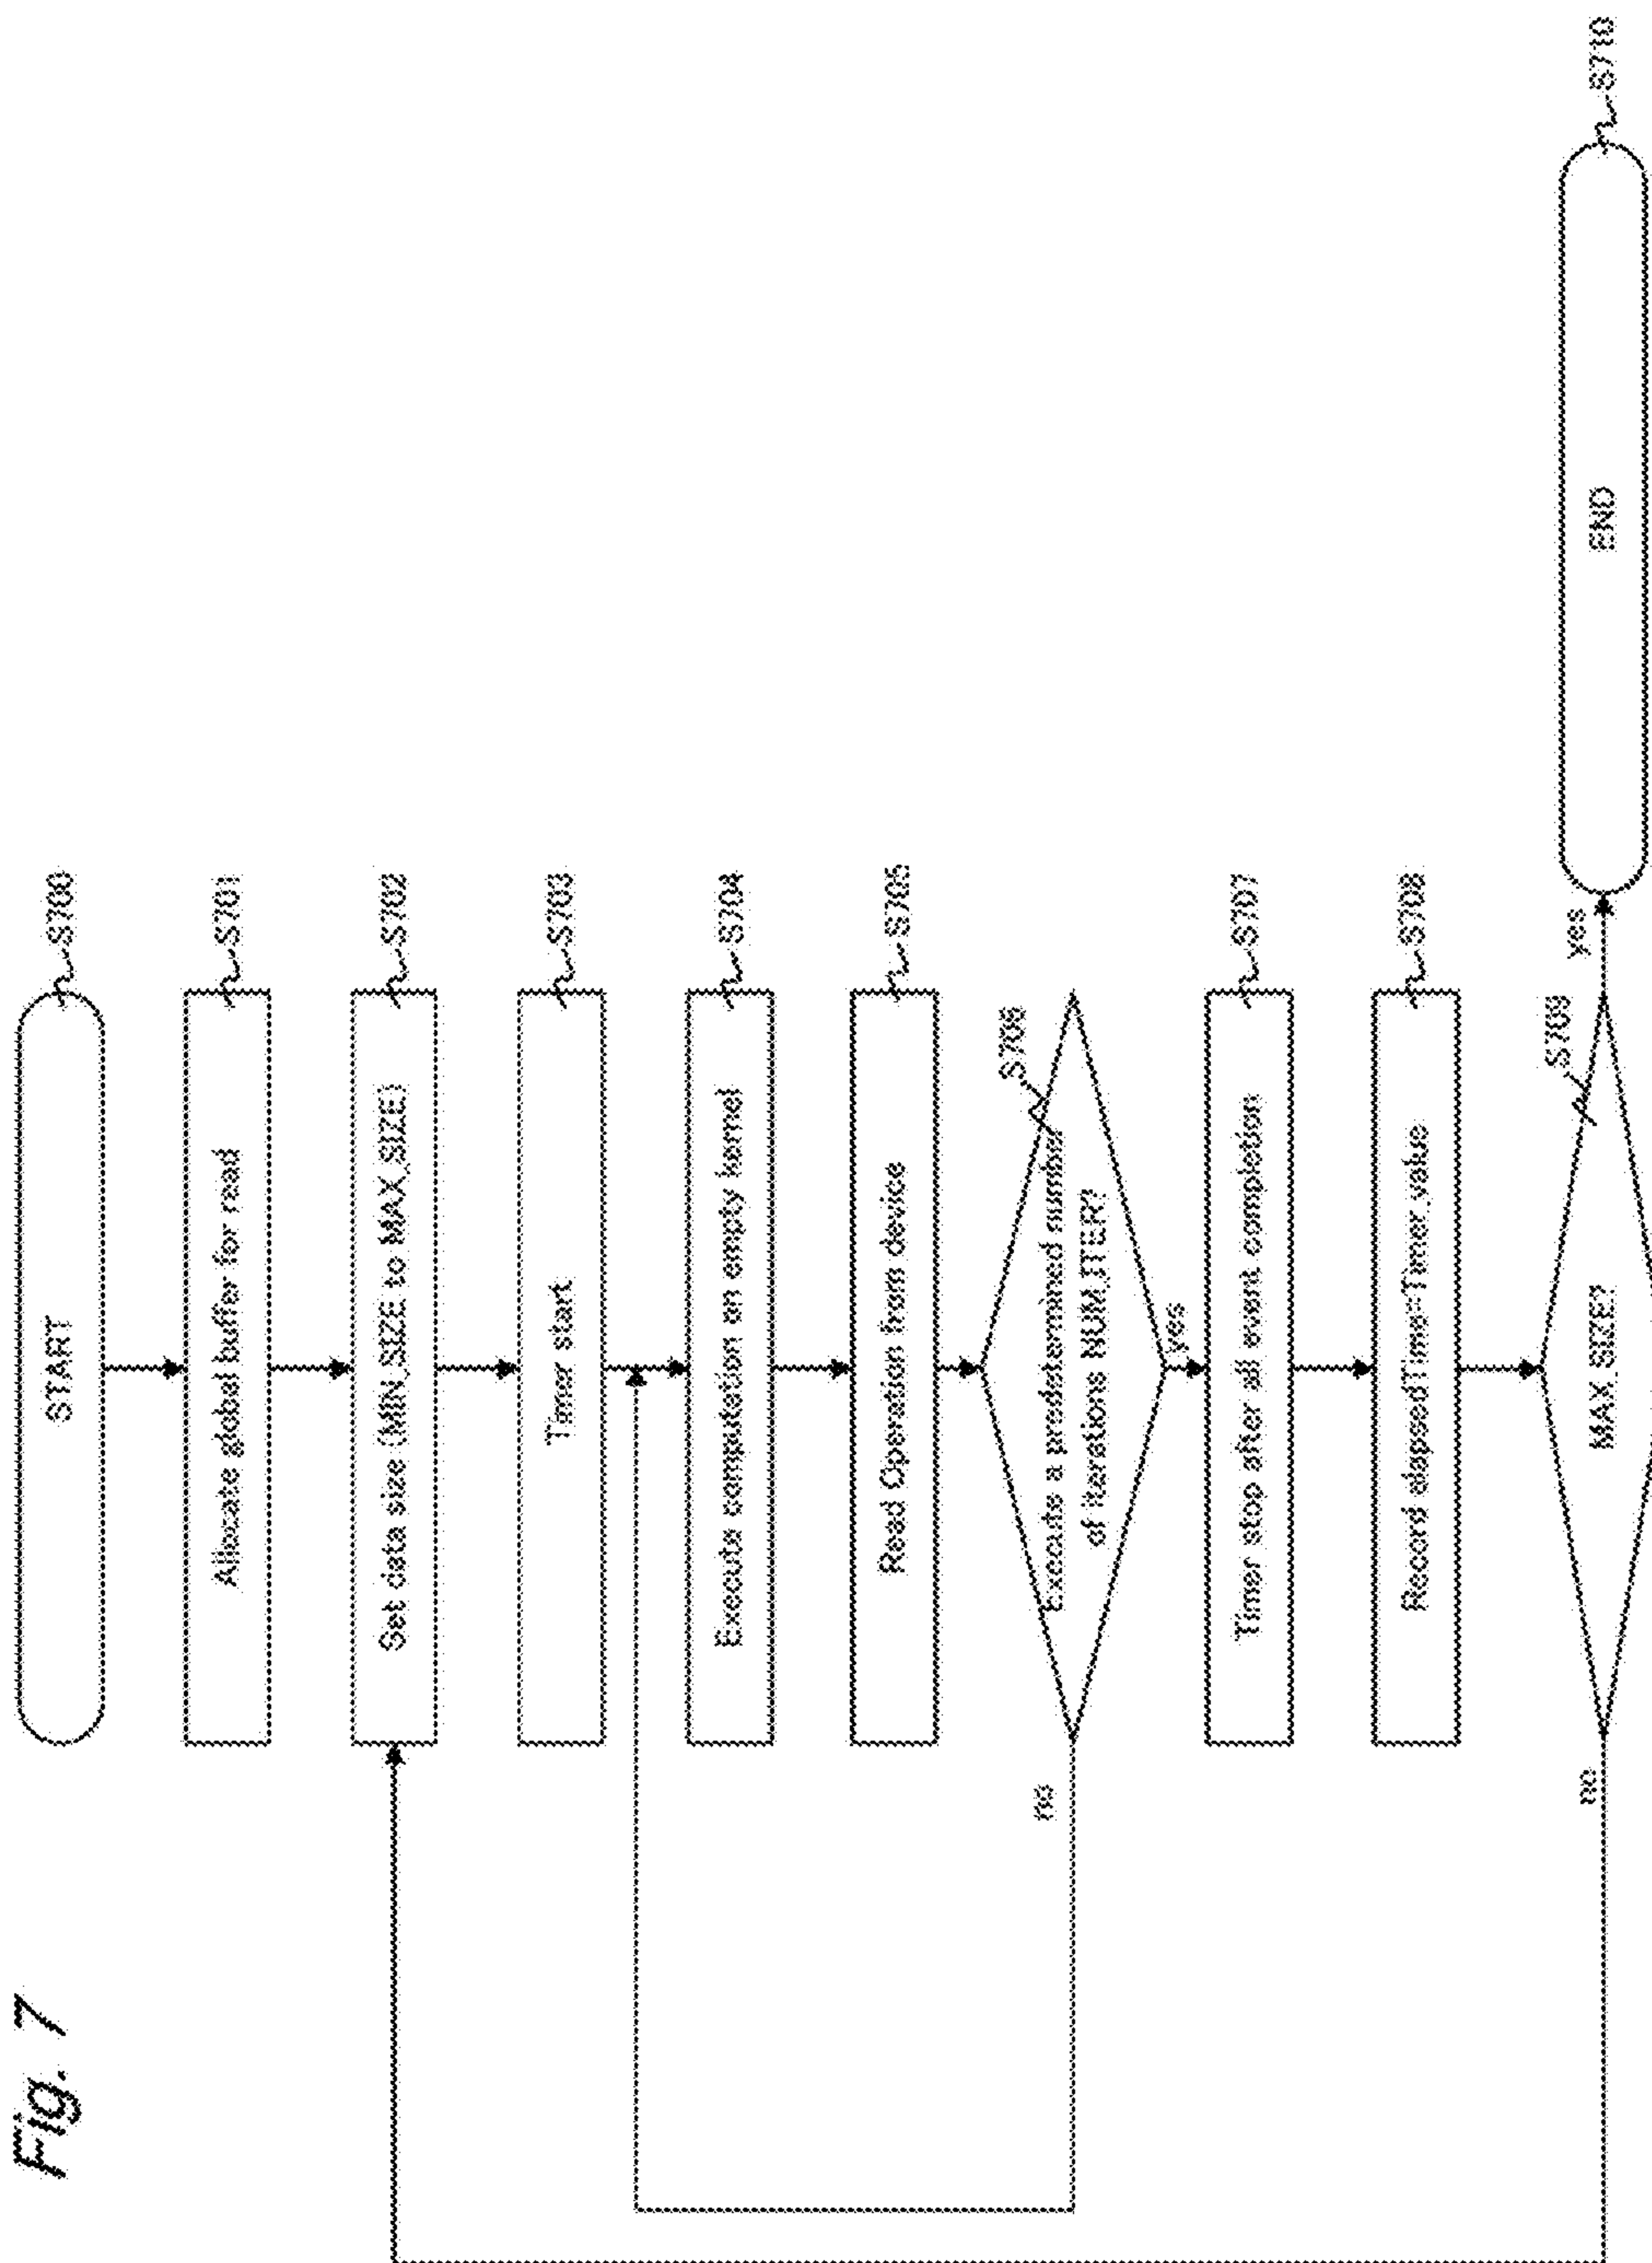 Fig. 7
START
S700
Allocate global buffer for read
S701
Set data size (MIN_SIZE to MAX_SIZE)
S702
Timer start
S703
Execute computation on empty kernel
S704
Read Operation from device
S705
Execute a predetermined number
of iterations NUM_ITER?
S706
no
yes
Timer stop after all event completion
S707
Record elapsedTime=Timer_value
S708
MAX_SIZE?
S709
no
yes
END
S710